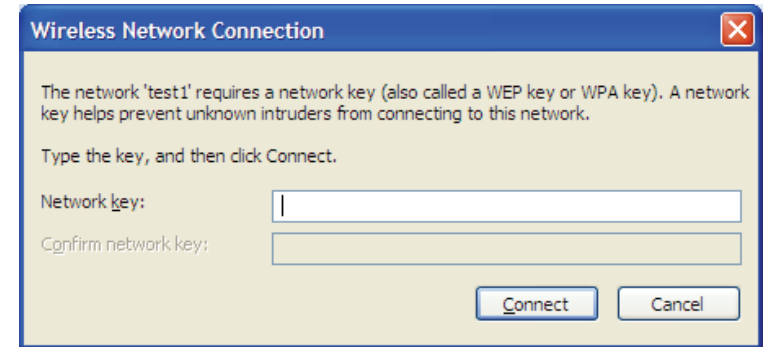 Wireless Network Connection
The network 'test1' requires a network key (also called a WEP key or WPA key). A network
key helps prevent unknown intruders from connecting to this network.
Type the key, and then click Connect.
Network key:
Confirm network key:
Connect Cancel